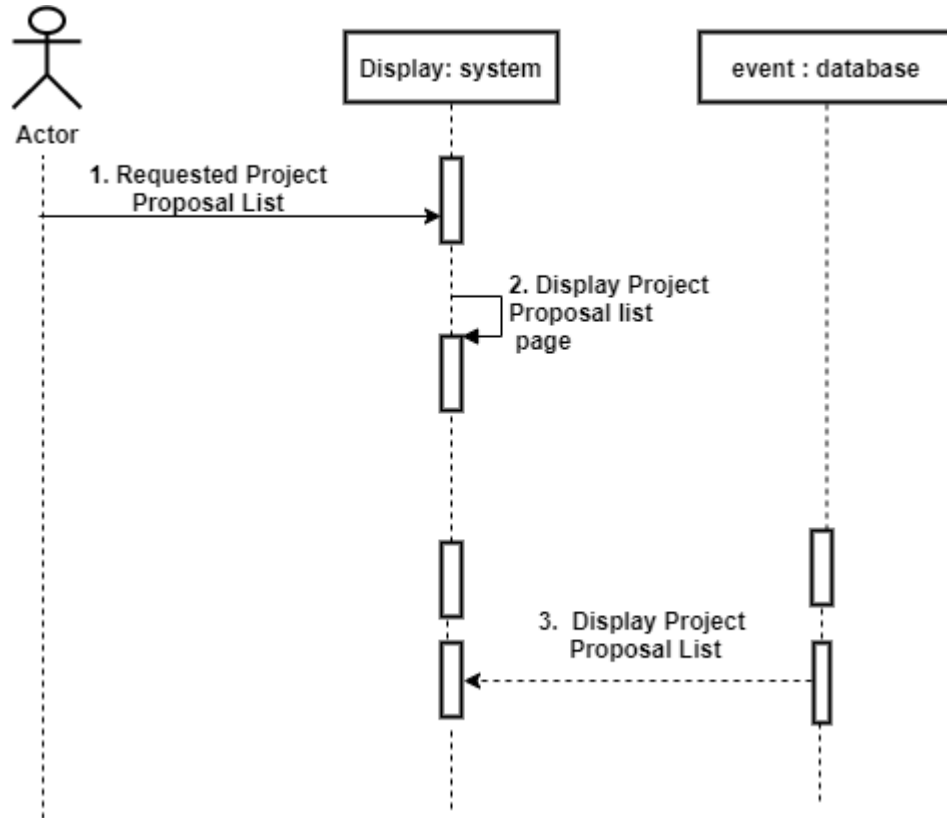 Display: system
event : database
Actor
1. Requested Project
Proposal List
2. Display Project
Proposal list
page
3. Display Project
Proposal List